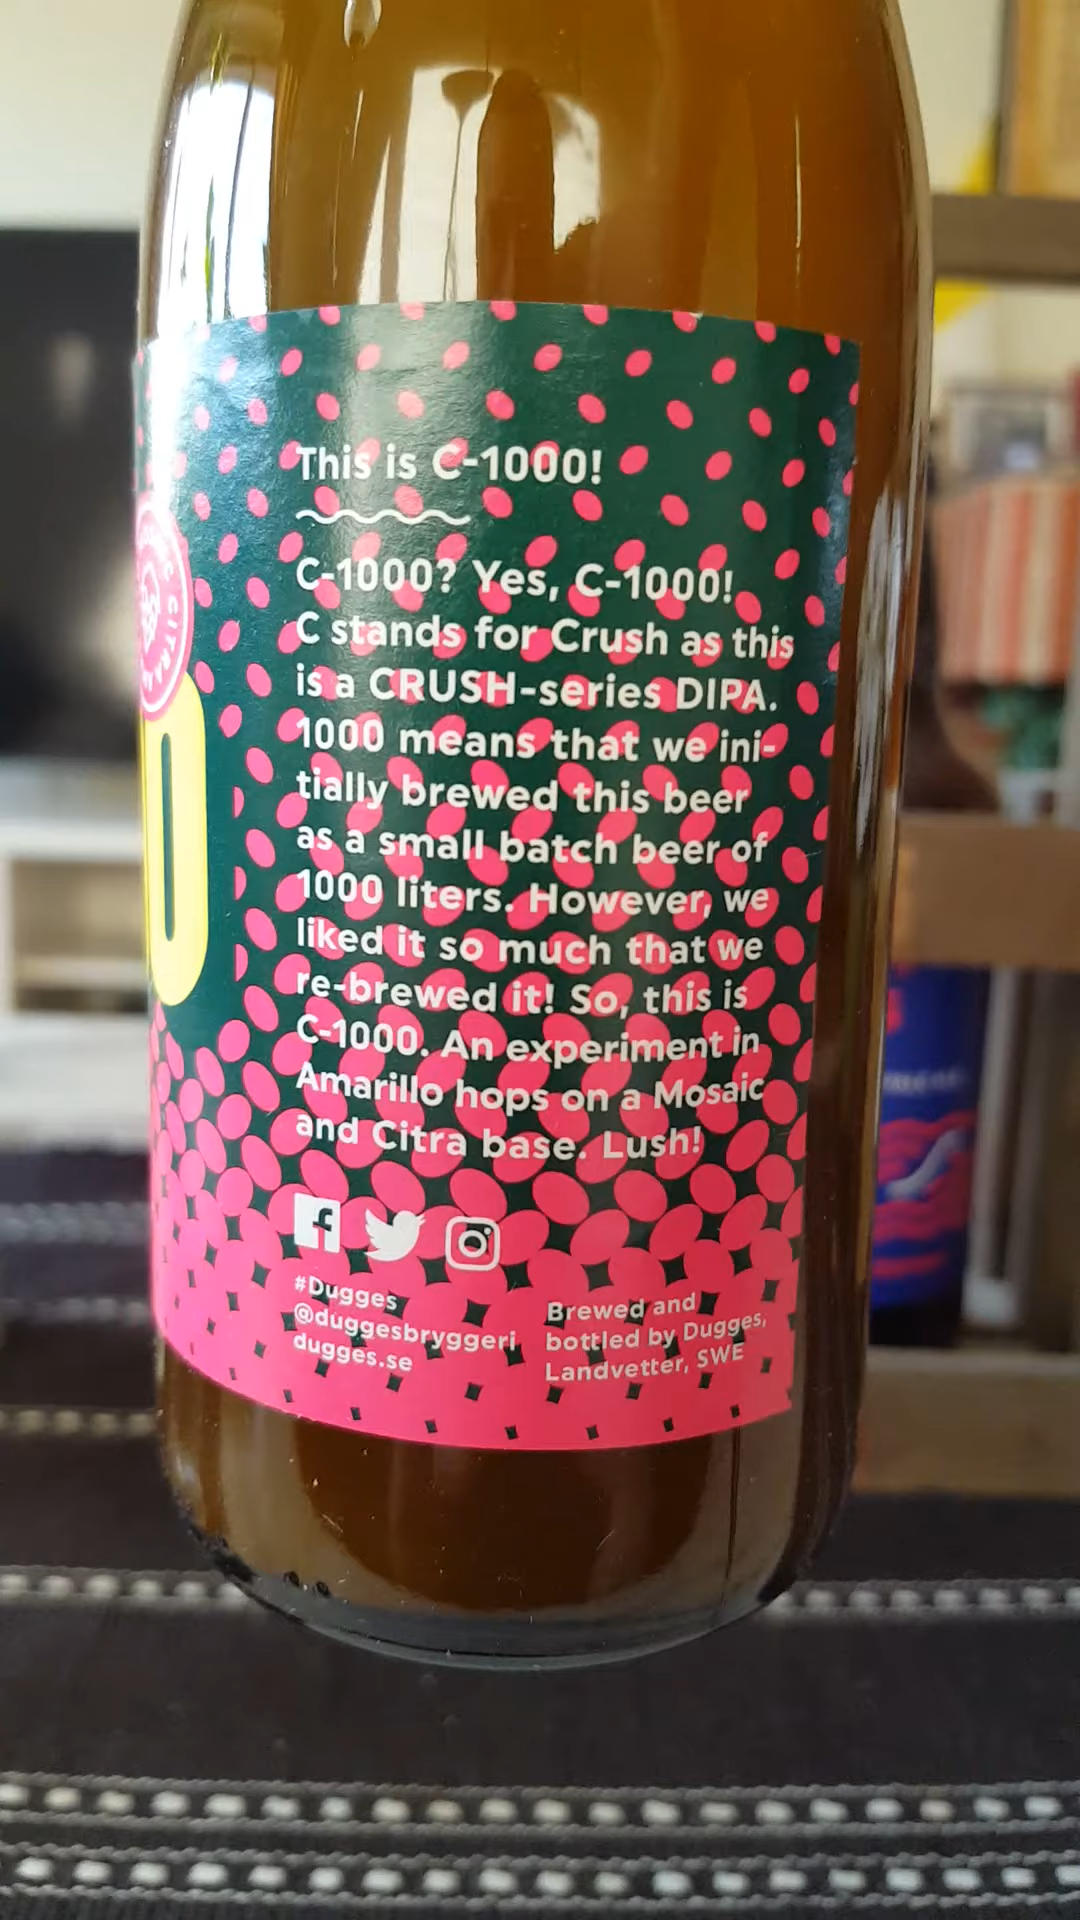 This is C-1000!
C-1000? Yes, C-1000!
C stands for Crush as this
is a CRUSH-series DIPA.
1000 means that we ini-
tially brewed this beer
as a small batch beer of
1000 liters. However, we
liked it so much that we
re-brewed it! So, this is
C-1000. An experiment in
Amarillo hops on a Mosaic
and Citra base. Lush!
#Dugges
@duggesbryggeri
dugges.se
Brewed and
bottled by Dugges,
Landvetter, SWE
0
CITRA